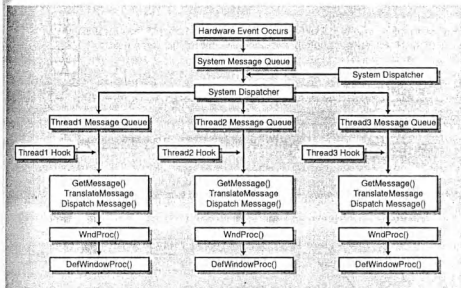 Hardware Event Occurs
System Message Queue
System Dispatcher
System Dispatcher
Thread1 Message Queue
Thread2 Message Queue
Thread3 Message Queue
Thread1 Hook
Thread2 Hook
Thread3 Hook
GetMessage()
TranslateMessage
Dispatch Message()
GetMessage()
TranslateMessage
Dispatch Message()
GetMessage()
TranslateMessage
Dispatch Message()
WndProc()
WndProc()
WndProc()
DefWindowProc()
DefWindowProc()
DefWindowProc()